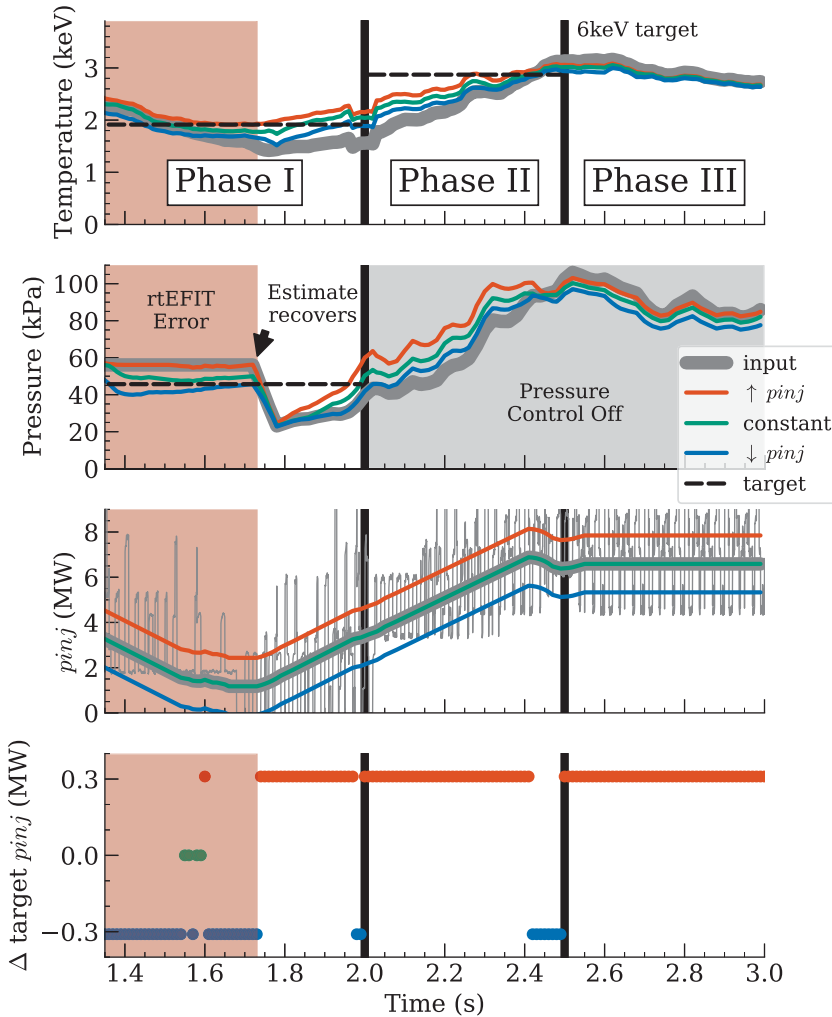 6keV target
Temperature (keV)
3
2
1
0
Phase I
Phase II
Phase III
Pressure (kPa)
100
80
60
40
20
0
rtEFIT
Error
Estimate
recovers
Pressure
Control Off
input
↑ pinj
constant
↓ pinj
target
pinj (MW)
8
6
4
2
0
Δ target pinj (MW)
0.3
0.0
−0.3
1.4 1.6 1.8 2.0 2.2 2.4 2.6 2.8 3.0
Time (s)